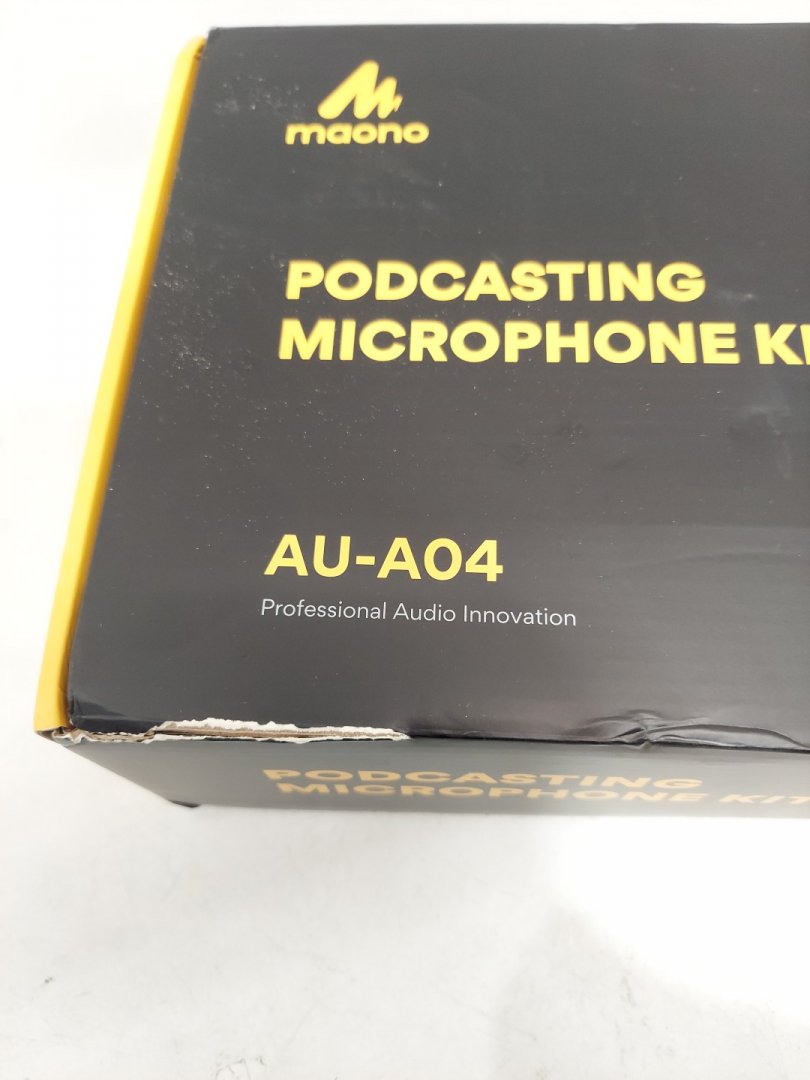 maono
PODCASTING
MICROPHONE KI
AU-A04
Professional Audio Innovation
PODCASTING
MICROPHONE KIT